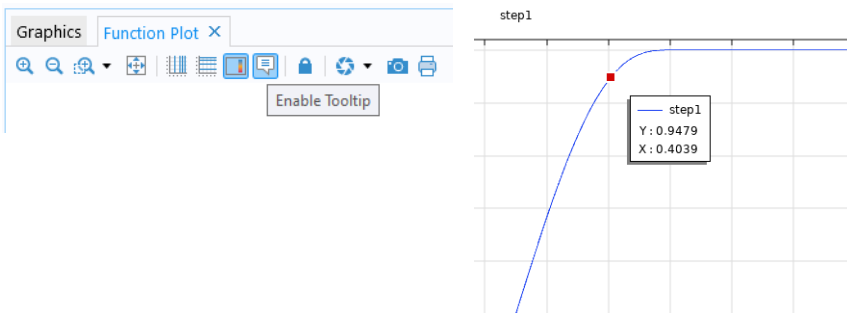 Graphics
Function Plot
Enable Tooltip
step1
step1
Y : 0.9479
X : 0.4039